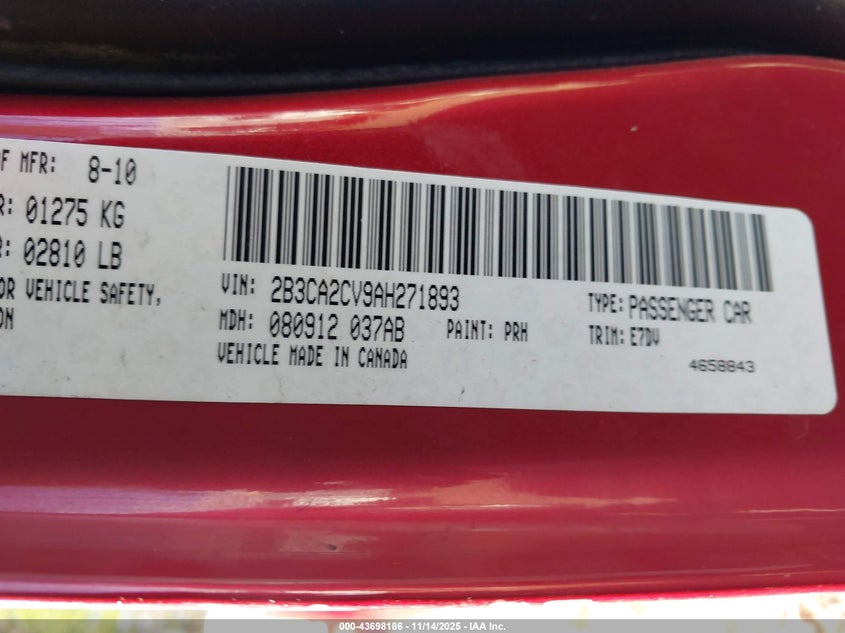 OF MFR: 8-10
R: 01275 KG
R: 02810 LB
OR VEHICLE SAFETY,
ON
VIN: 2B3CA2CV9AH271893
TYPE: PASSENGER CAR
MDH: 080912 037AB PAINT: PRH
TRIM: E7DV
VEHICLE MADE IN CANADA
4658843
000-43698186 - 11/14/2025 - IAA Inc.